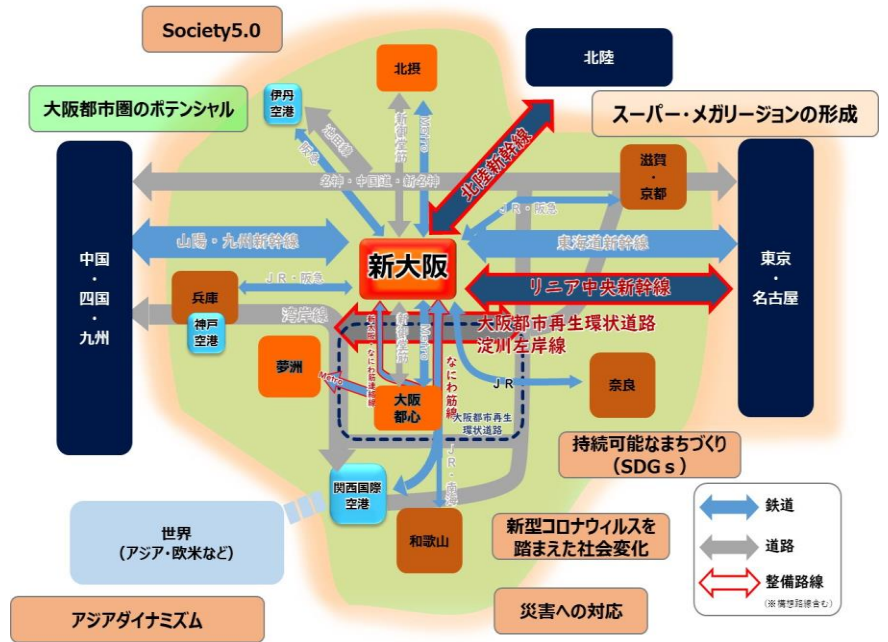 Society5.0
北摂
北陸
伊丹
空港
大阪都市圏のポテンシャル
スーパー・メガリージョンの形成
池田線
阪急
新御堂筋
Metro
北陸新幹線
滋賀
・
京都
名神・中国道・新名神
JR・阪急
山陽・九州新幹線
新大阪
東海道新幹線
中国
・
四国
・
九州
東京
・
名古屋
JR・阪急
リニア中央新幹線
兵庫
神戸
空港
湾岸線
新大阪・なにわ筋連絡線
新御堂筋
Metro
なにわ筋線
大阪都市再生環状道路
淀川左岸線
夢洲
Metro
大阪
都心
JR
奈良
大阪都市再生
環状道路
持続可能なまちづくり
(SDGs)
JR・南海
関西国際
空港
世界
(アジア・欧米など)
和歌山
新型コロナウィルスを
踏まえた社会変化
鉄道
道路
整備路線
(※構想路線含む)
アジアダイナミズム
災害への対応